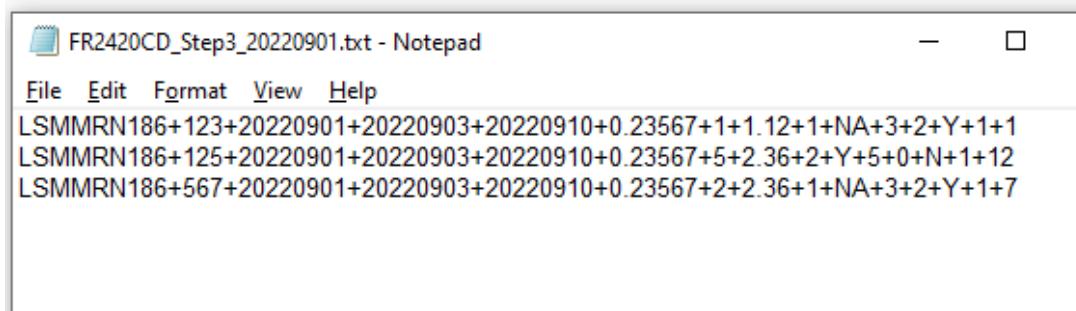 FR2420CD_Step3_20220901.txt - Notepad
File Edit Format View Help
LSMMRN186+123+20220901+20220903+20220910+0.23567+1+1.12+1+NA+3+2+Y+1+1
LSMMRN186+125+20220901+20220903+20220910+0.23567+5+2.36+2+Y+5+0+N+1+12
LSMMRN186+567+20220901+20220903+20220910+0.23567+2+2.36+1+NA+3+2+Y+1+7